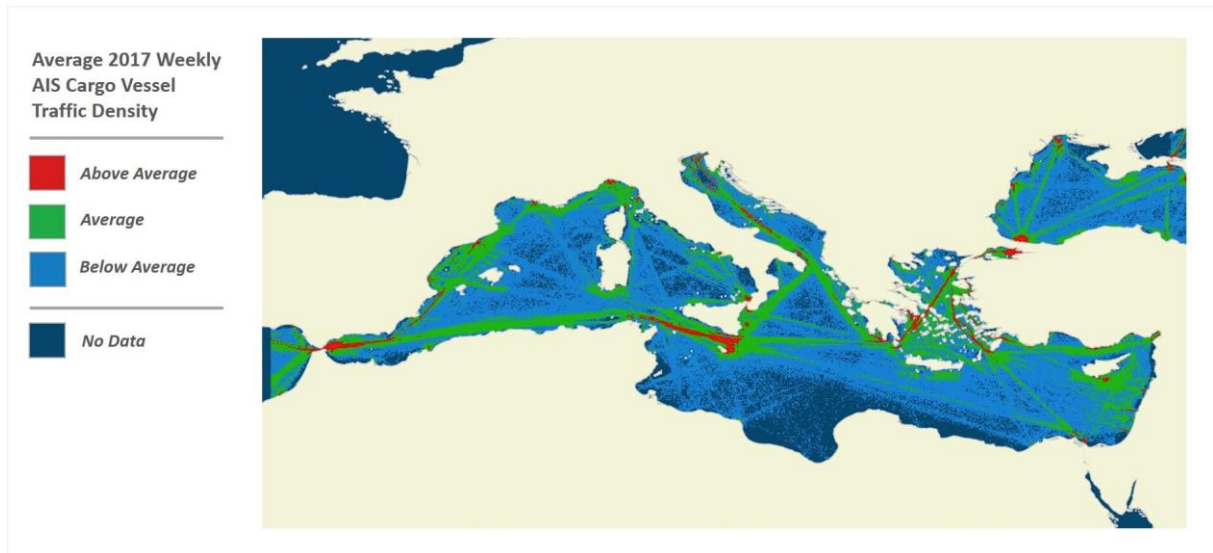 Average 2017 Weekly
AIS Cargo Vessel
Traffic Density
Above Average
Average
Below Average
No Data